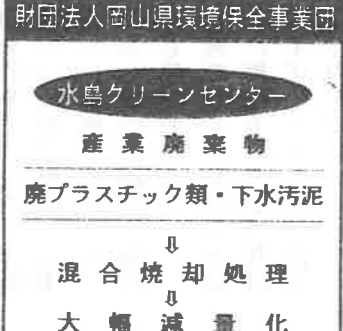 財団法人岡山県環境保全事業団
水島クリーンセンター
産業廃棄物
廃プラスチック類・下水汚泥
⇩
混合焼却処理
⇩
大幅減量化